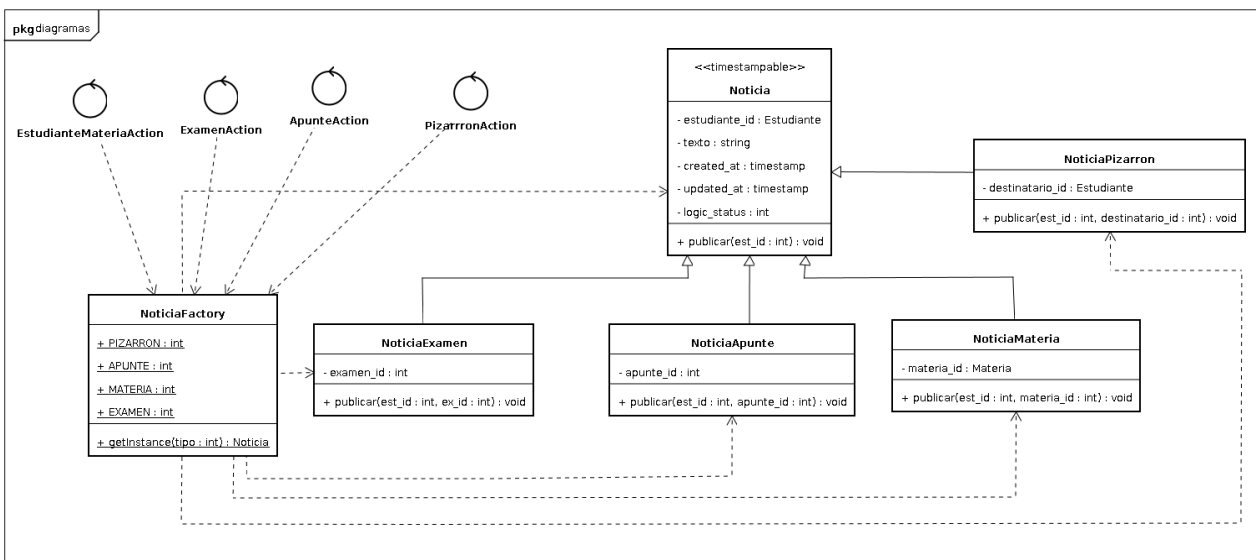 pkg diagramas
EstudianteMateriaAction
ExamenAction
ApunteAction
PizarrronAction
<<timestampable>>
Noticia
- estudiante_id : Estudiante
- texto : string
- created_at : timestamp
- updated_at : timestamp
- logic_status : int
+ publicar(est_id : int) : void
NoticiaPizarron
- destinatario_id : Estudiante
+ publicar(est_id : int, destinatario_id : int) : void
NoticiaFactory
+ PIZARRON : int
+ APUNTE : int
+ MATERIA : int
+ EXAMEN : int
+ getInstance(tipo : int) : Noticia
NoticiaExamen
- examen_id : int
+ publicar(est_id : int, ex_id : int) : void
NoticiaApunte
- apunte_id : int
+ publicar(est_id : int, apunte_id : int) : void
NoticiaMateria
- materia_id : Materia
+ publicar(est_id : int, materia_id : int) : void